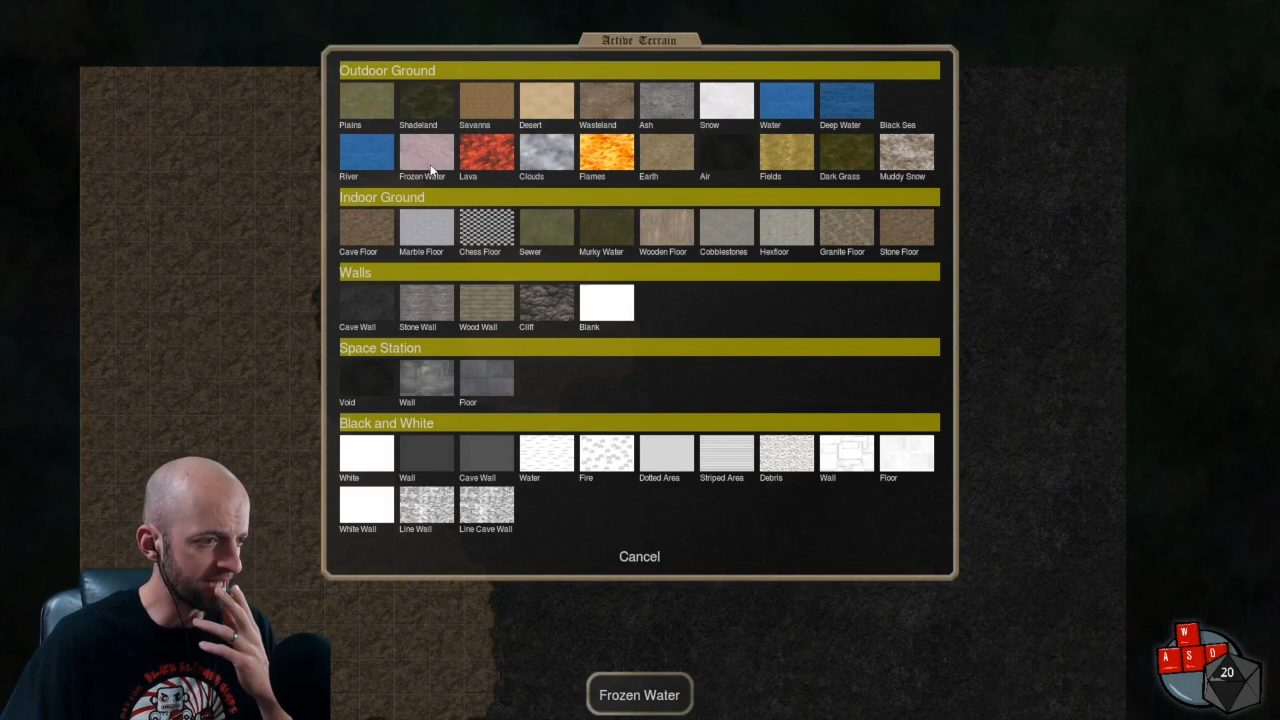 Active Terrain
Outdoor Ground
Plains Shadeland Savanna Desert Wasteland Ash Snow Water Deep Water Black Sea
River Frozen Water Lava Clouds Flames Earth Air Fields Dark Grass Muddy Snow
Indoor Ground
Cave Floor Marble Floor Chess Floor Sewer Murky Water Wooden Floor Cobblestones Hexfloor Granite Floor Stone Floor
Walls
Cave Wall Stone Wall Wood Wall Cliff Blank
Space Station
Void Wall Floor
Black and White
White Wall Cave Wall Water Fire Dotted Area Striped Area Debris Wall Floor
White Wall Line Wall Line Cave Wall
Cancel
Frozen Water
W
A S D
20